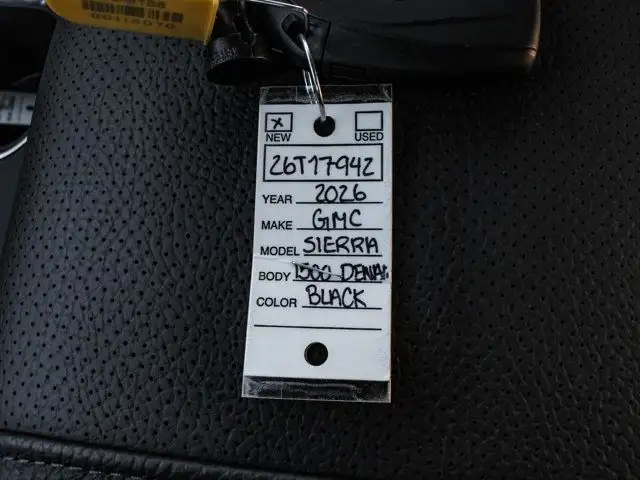 X
NEW USED
26T17942
YEAR 2026
MAKE GMC
MODEL SIERRA
BODY 1500 DENALI
COLOR BLACK